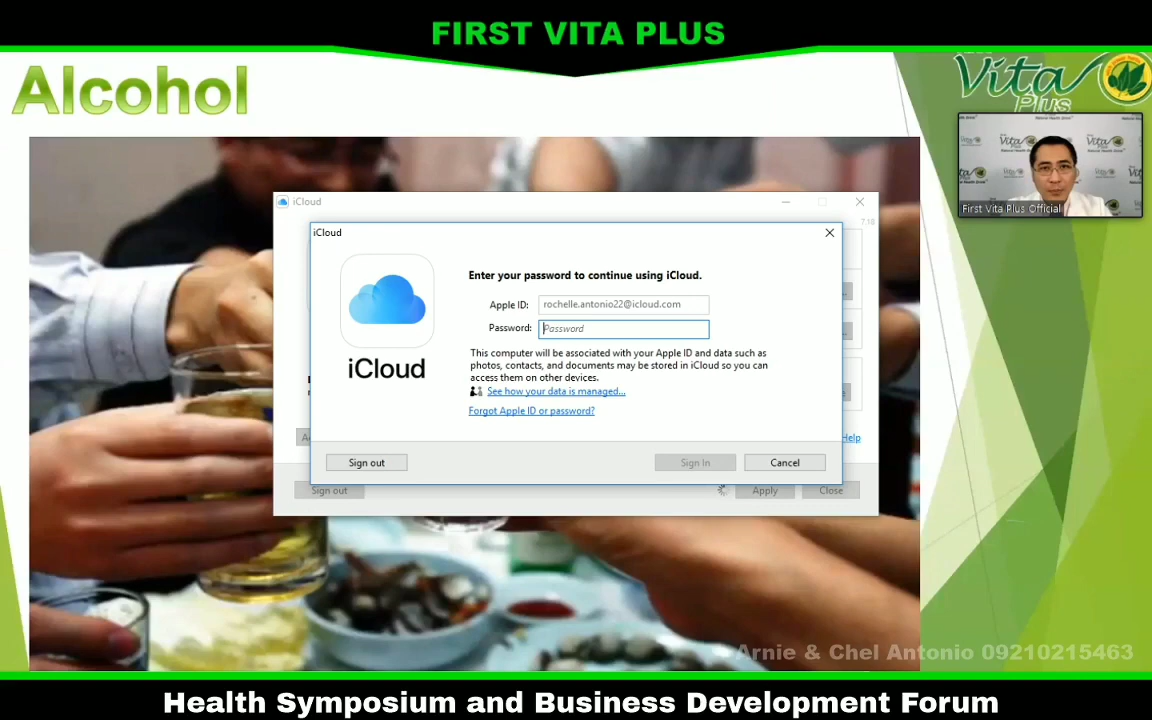 FIRST VITA PLUS
Alcohol
Vita
Plus
First Vita Plus Official
iCloud
7.18
iCloud
Enter your password to continue using iCloud.
Apple ID: rochelle.antonio22@icloud.com
Password: Password
This computer will be associated with your Apple ID and data such as
photos, contacts, and documents may be stored in iCloud so you can
access them on other devices.
See how your data is managed...
Forgot Apple ID or password?
iCloud
Help
Sign out
Sign In
Cancel
Sign out
Apply
Close
Arnie & Chel Antonio 09210215463
Health Symposium and Business Development Forum